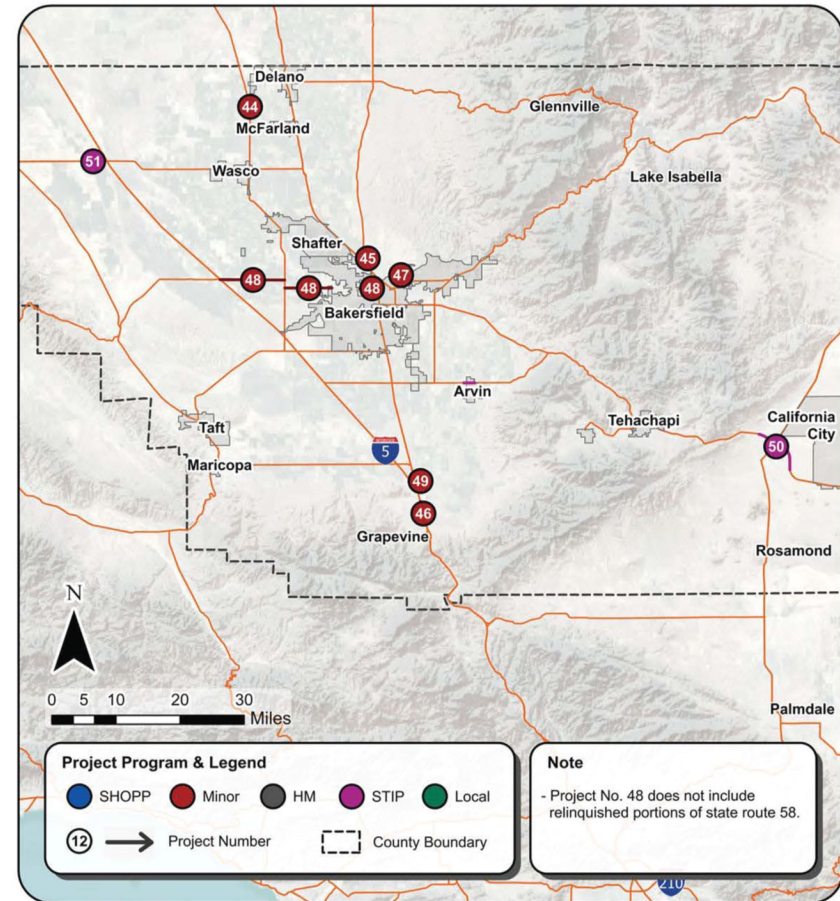 Delano
44
McFarland
Glennville
51
Wasco
Lake Isabella
Shafter
45
47
48
48
48
Bakersfield
Arvin
Taft
Tehachapi
California
City
50
5
Maricopa
49
46
Grapevine
Rosamond
N
0 5 10 20 30
Miles
Palmdale
Project Program & Legend
SHOPP Minor HM STIP Local
12 Project Number County Boundary
Note
- Project No. 48 does not include
relinquished portions of state route 58.
210